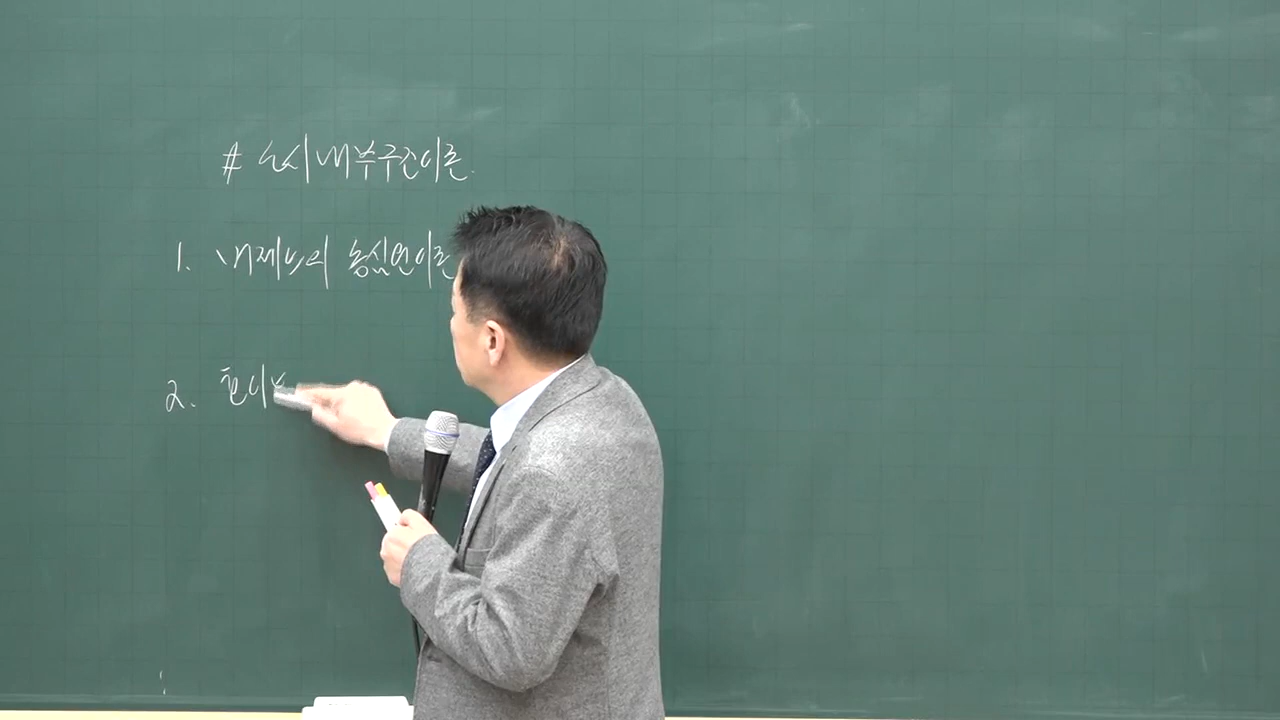 # 도시내부구조이론.
1. 버제스의 동심원이론
2. 호이트